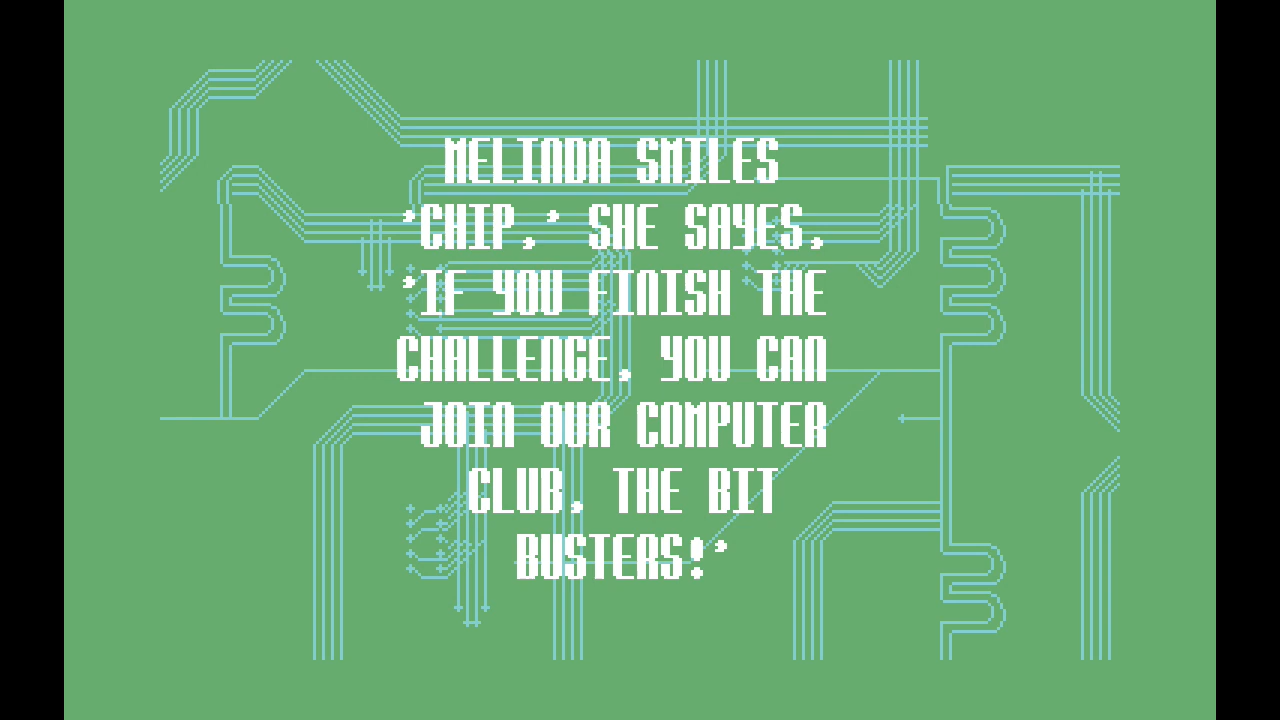 MELINDA SMILES
'CHIP,' SHE SAYES,
'IF YOU FINISH THE
CHALLENGE, YOU CAN
JOIN OUR COMPUTER
CLUB, THE BIT
BUSTERS!'